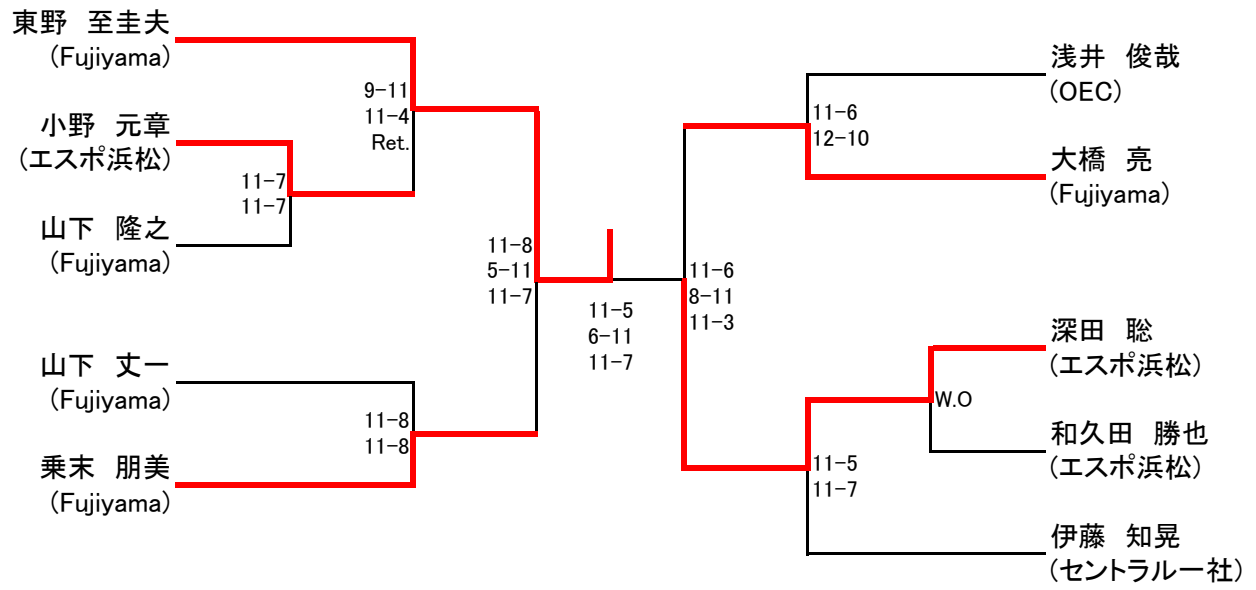 東野 至圭夫
(Fujiyama)
小野 元章
(エスポ浜松)
山下 隆之
(Fujiyama)
山下 丈一
(Fujiyama)
乗末 朋美
(Fujiyama)
11-7
11-7
9-11
11-4
Ret.
11-8
11-8
11-8
5-11
11-7
11-5
6-11
11-7
11-6
8-11
11-3
11-6
12-10
11-5
11-7
W.O
浅井 俊哉
(OEC)
大橋 亮
(Fujiyama)
深田 聡
(エスポ浜松)
和久田 勝也
(エスポ浜松)
伊藤 知晃
(セントラル一社)